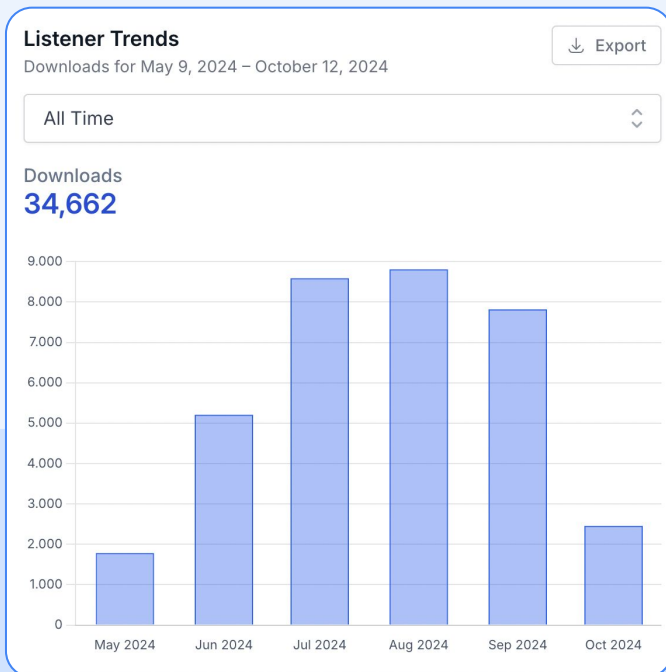 Listener Trends
Export
Downloads for May 9, 2024 – October 12, 2024
All Time
Downloads
34,662
9.000
8.000
7.000
6.000
5.000
4.000
3.000
2.000
1.000
0
May 2024 Jun 2024 Jul 2024 Aug 2024 Sep 2024 Oct 2024